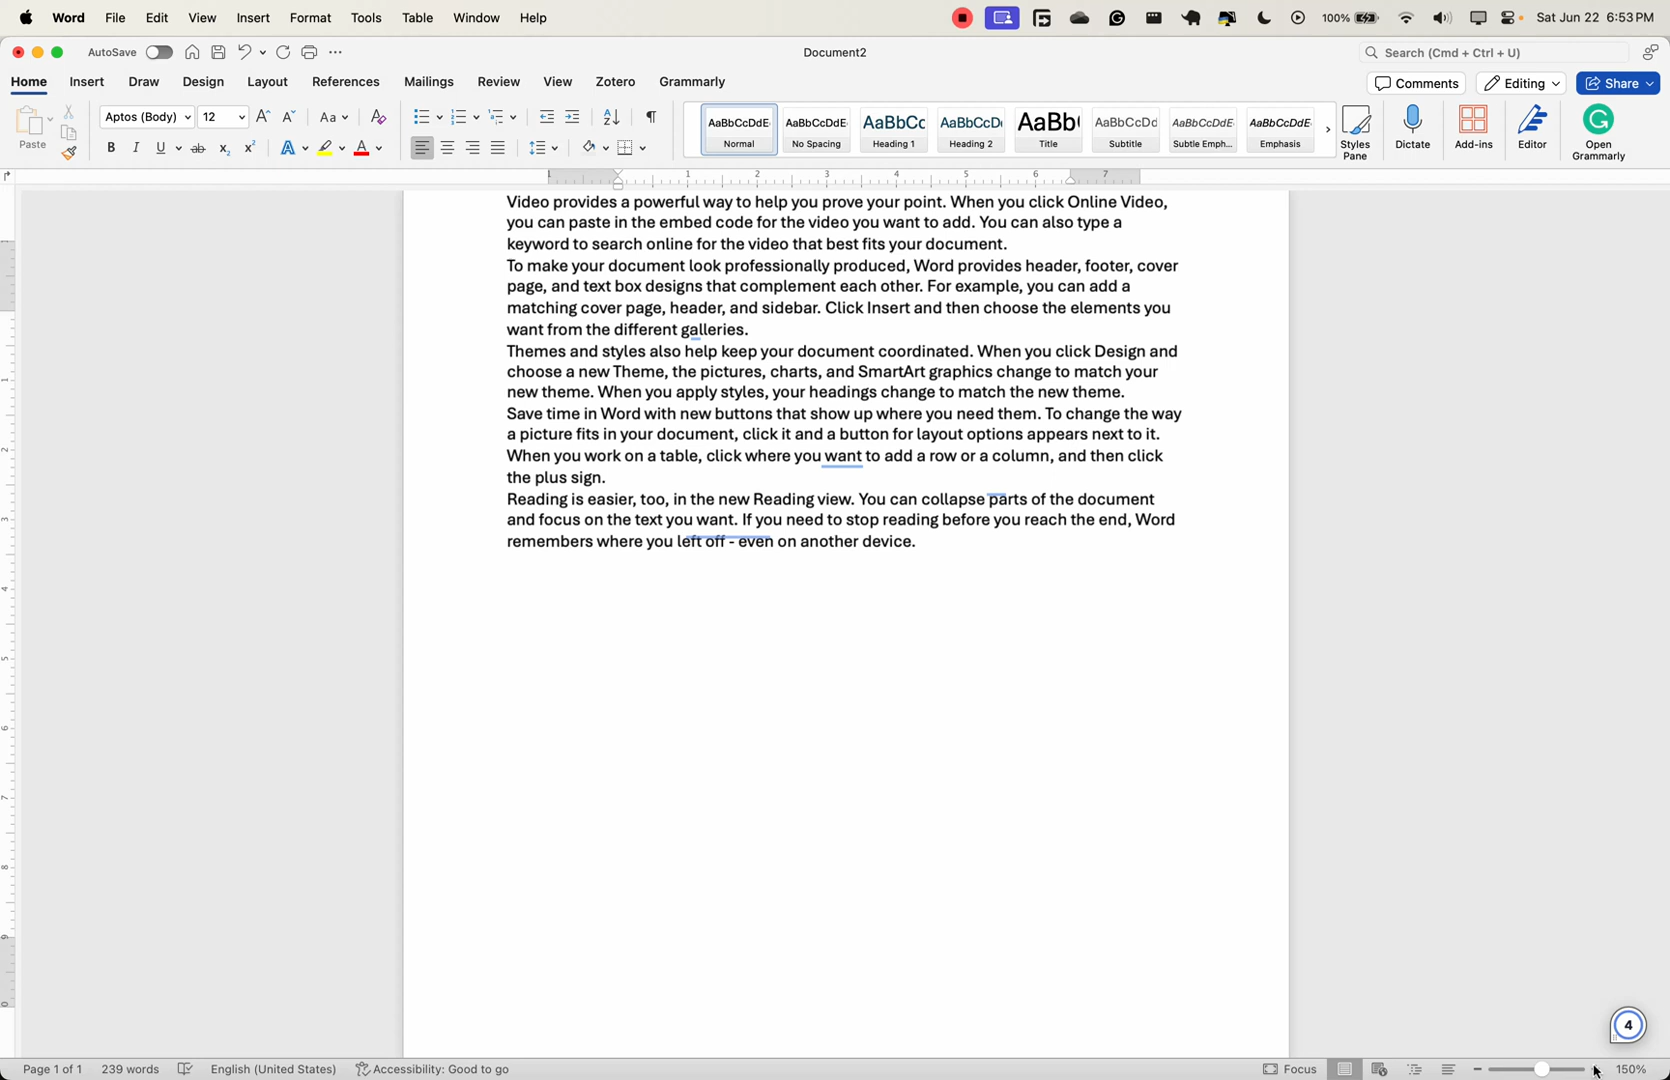 Word File Edit View Insert Format Tools Table Window Help 100% Sat Jun 22 6:53 PM
AutoSave Document2 Search (Cmd + Ctrl + U)
Home Insert Draw Design Layout References Mailings Review View Zotero Grammarly Comments Editing Share
Paste Aptos (Body) 12 Aa
AaBbCcDdE AaBbCcDdE AaBbCc AaBbCcD AaBb( AaBbCcDd AaBbCcDdE AaBbCcDdE
Normal No Spacing Heading 1 Heading 2 Title Subtitle Subtle Emph... Emphasis
Styles Pane Dictate Add-ins Editor Open Grammarly
1 1 2 3 4 5 6 7
Video provides a powerful way to help you prove your point. When you click Online Video,
you can paste in the embed code for the video you want to add. You can also type a
keyword to search online for the video that best fits your document.
To make your document look professionally produced, Word provides header, footer, cover
page, and text box designs that complement each other. For example, you can add a
matching cover page, header, and sidebar. Click Insert and then choose the elements you
want from the different galleries.
Themes and styles also help keep your document coordinated. When you click Design and
choose a new Theme, the pictures, charts, and SmartArt graphics change to match your
new theme. When you apply styles, your headings change to match the new theme.
Save time in Word with new buttons that show up where you need them. To change the way
a picture fits in your document, click it and a button for layout options appears next to it.
When you work on a table, click where you want to add a row or a column, and then click
the plus sign.
Reading is easier, too, in the new Reading view. You can collapse parts of the document
and focus on the text you want. If you need to stop reading before you reach the end, Word
remembers where you left off - even on another device.
4
Page 1 of 1 239 words English (United States) Accessibility: Good to go Focus 150%